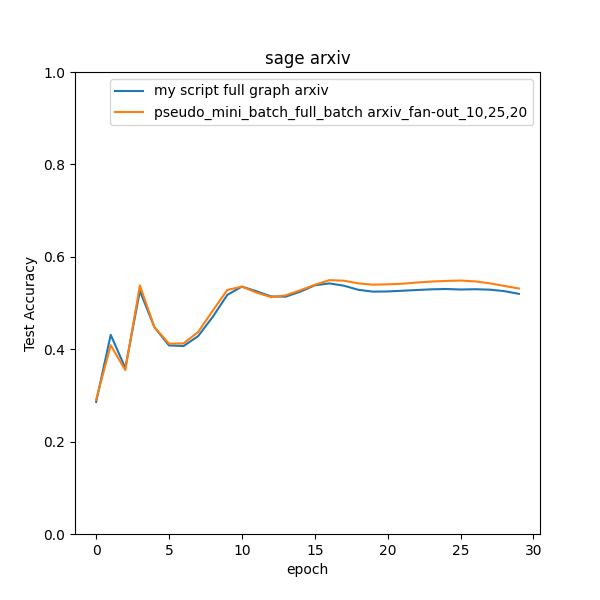 sage arxiv
my script full graph arxiv
pseudo_mini_batch_full_batch arxiv_fan-out_10,25,20
1.0
0.8
0.6
0.4
0.2
0.0
Test Accuracy
0 5 10 15 20 25 30
epoch